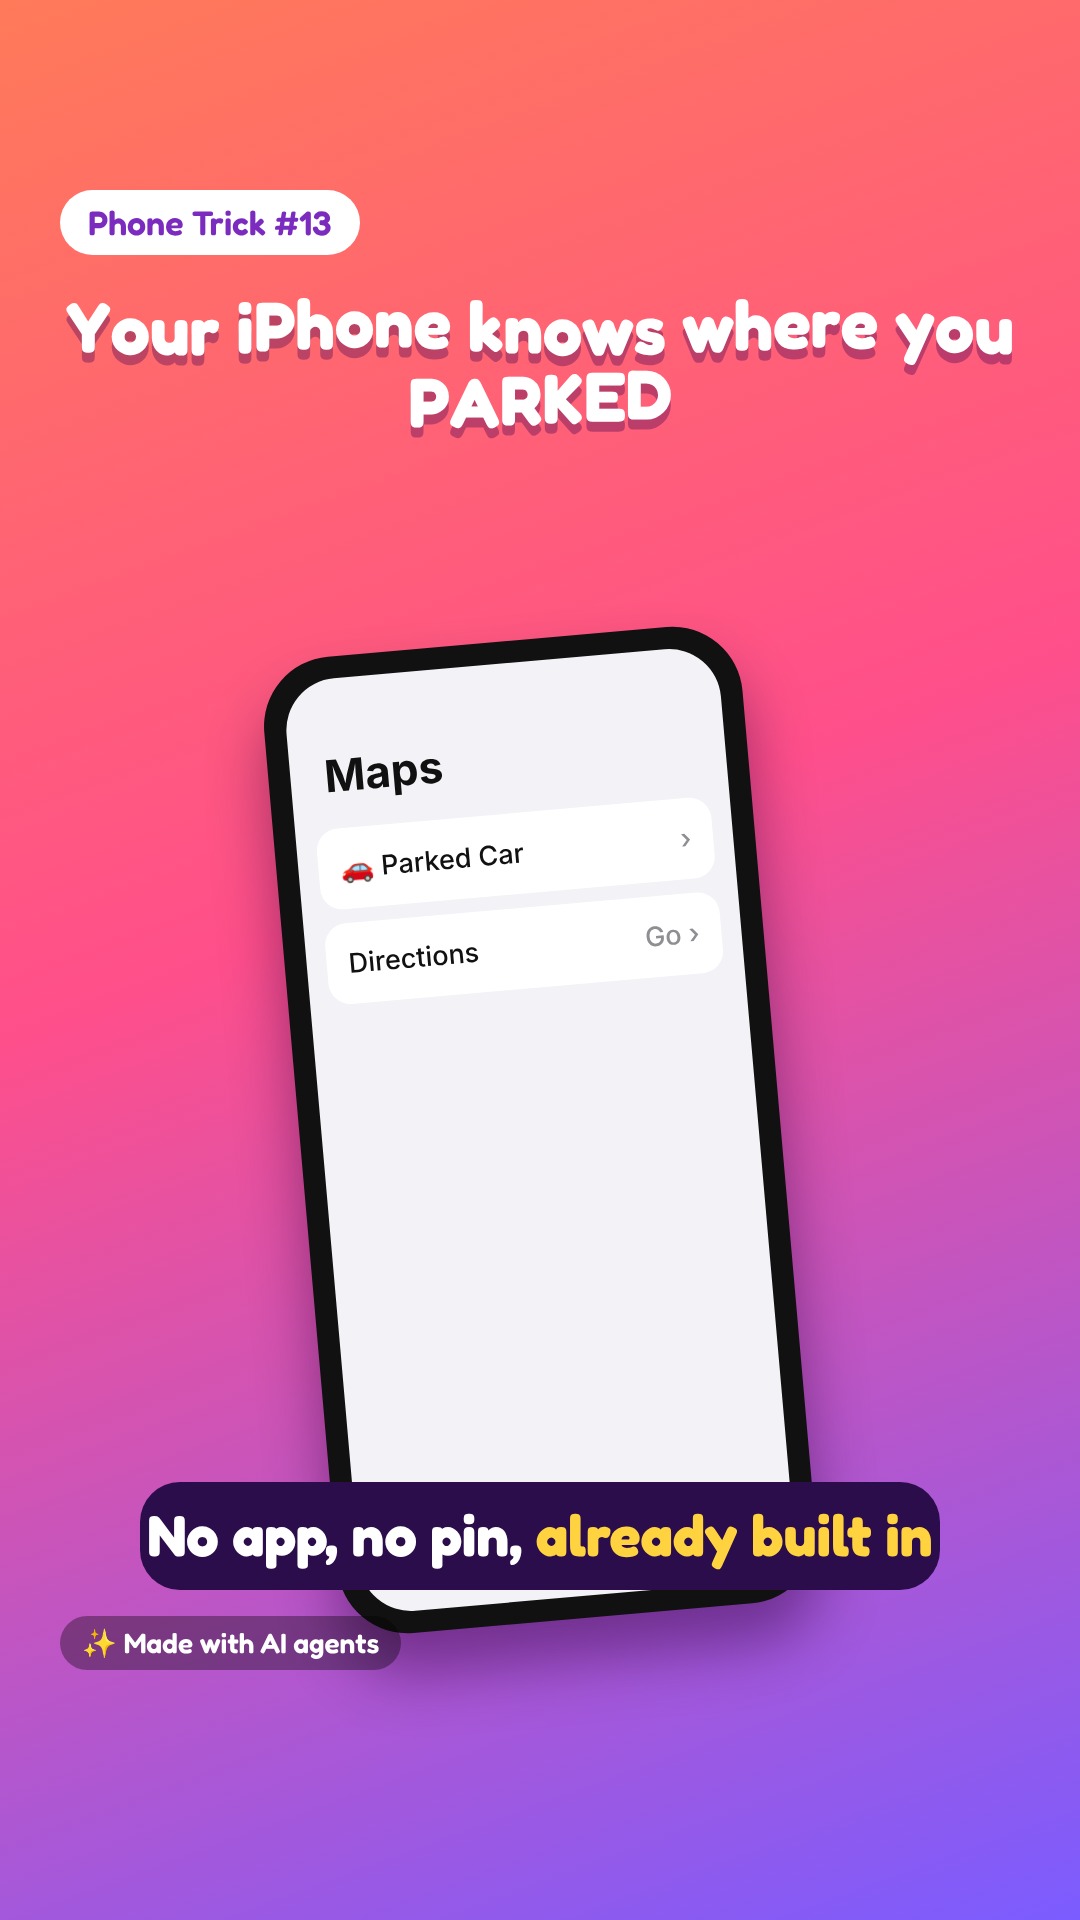 Phone Trick #13
Your iPhone knows where you
PARKED
Maps
🚗 Parked Car ›
Directions Go ›
No app, no pin, already built in
✨ Made with AI agents